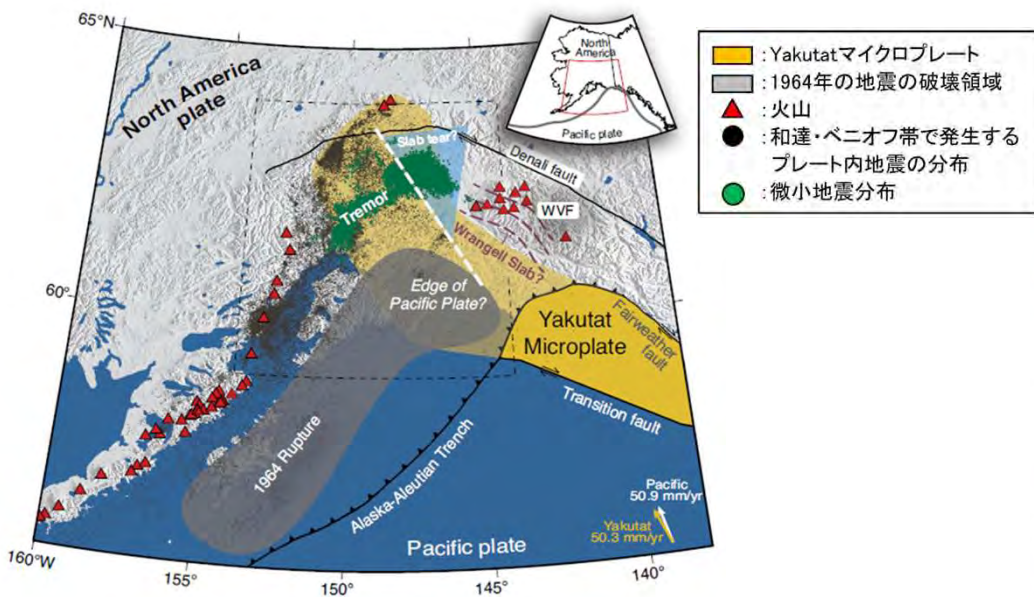 65°N
North America
plate
North
America
Pacific plate
Slab tear?
Denali fault
Tremor
WVF
Wrangell Slab?
60°
Edge of
Pacific Plate?
Yakutat
Microplate
Fairweather
fault
Transition fault
1964 Rupture
Alaska-Aleutian Trench
Pacific
50.9 mm/yr
Yakutat
50.3 mm/yr
Pacific plate
160°W
155°
150°
145°
140°
:Yakutatマイクロプレート
:1964年の地震の破壊領域
:火山
:和達・ベニオフ帯で発生する
プレート内地震の分布
:微小地震分布